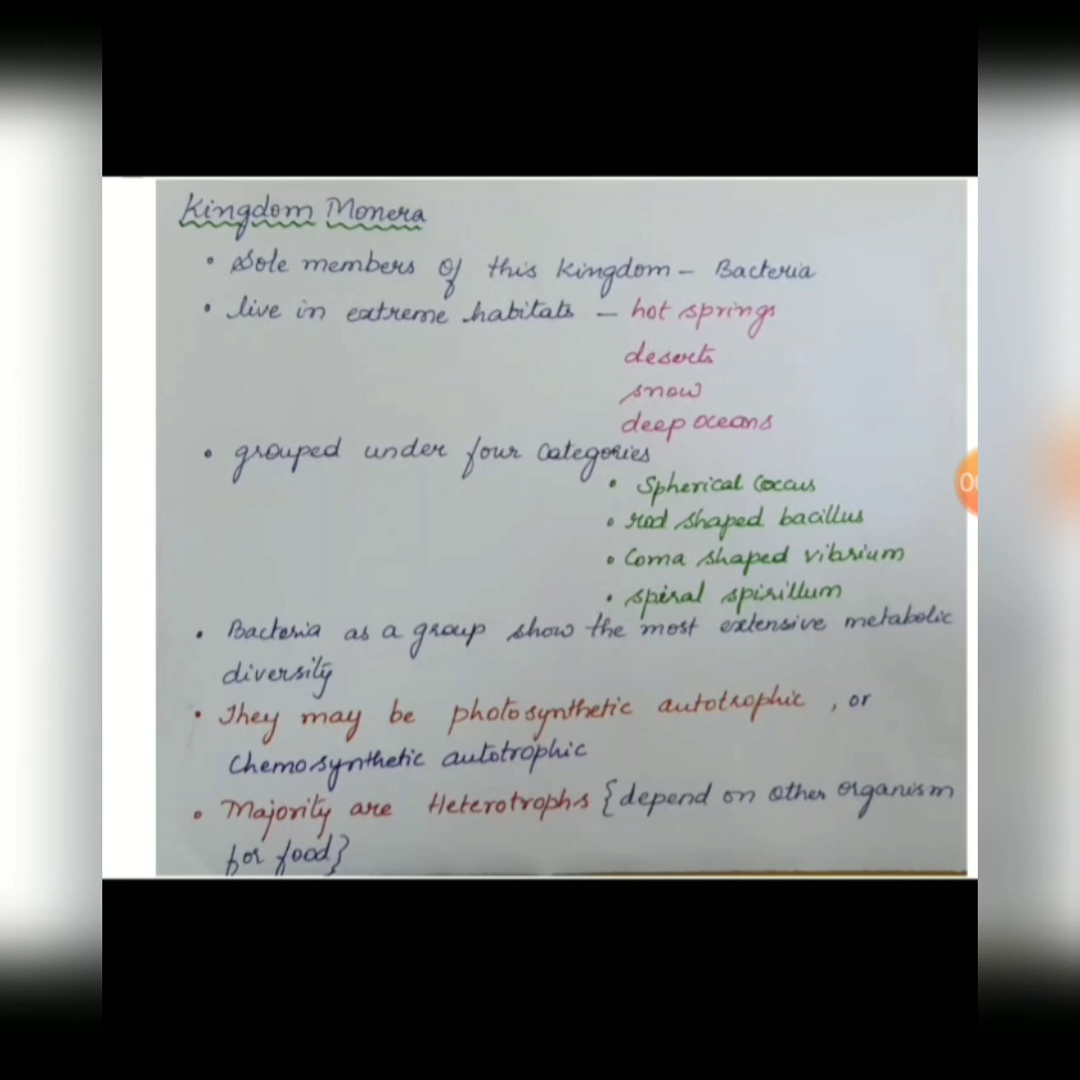 Kingdom Monera
• Sole members of this kingdom – Bacteria
• live in extreme habitats – hot springs
deserts
snow
deep oceans
• grouped under four categories
• Spherical Coccus
• rod shaped bacillus
• Coma shaped vibrium
• spiral spirillum
• Bacteria as a group show the most extensive metabolic
diversity
• They may be photosynthetic autotrophic , or
Chemosynthetic autotrophic
• Majority are Heterotrophs {depend on other organism
for food}